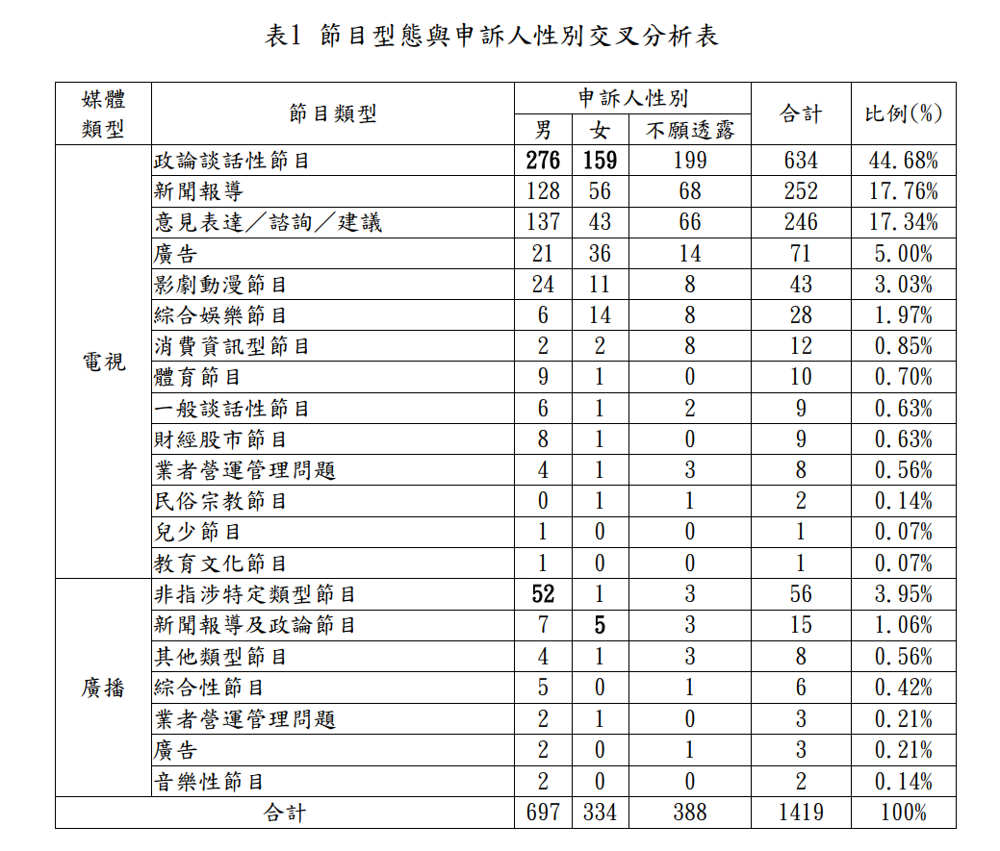 表1 節目型態與申訴人性別交叉分析表
媒體類型 節目類型 申訴人性別 合計 比例(%)
男 女 不願透露
電視
政論談話性節目 276 159 199 634 44.68%
新聞報導 128 56 68 252 17.76%
意見表達／諮詢／建議 137 43 66 246 17.34%
廣告 21 36 14 71 5.00%
影劇動漫節目 24 11 8 43 3.03%
綜合娛樂節目 6 14 8 28 1.97%
消費資訊型節目 2 2 8 12 0.85%
體育節目 9 1 0 10 0.70%
一般談話性節目 6 1 2 9 0.63%
財經股市節目 8 1 0 9 0.63%
業者營運管理問題 4 1 3 8 0.56%
民俗宗教節目 0 1 1 2 0.14%
兒少節目 1 0 0 1 0.07%
教育文化節目 1 0 0 1 0.07%
廣播
非指涉特定類型節目 52 1 3 56 3.95%
新聞報導及政論節目 7 5 3 15 1.06%
其他類型節目 4 1 3 8 0.56%
綜合性節目 5 0 1 6 0.42%
業者營運管理問題 2 1 0 3 0.21%
廣告 2 0 1 3 0.21%
音樂性節目 2 0 0 2 0.14%
合計 697 334 388 1419 100%